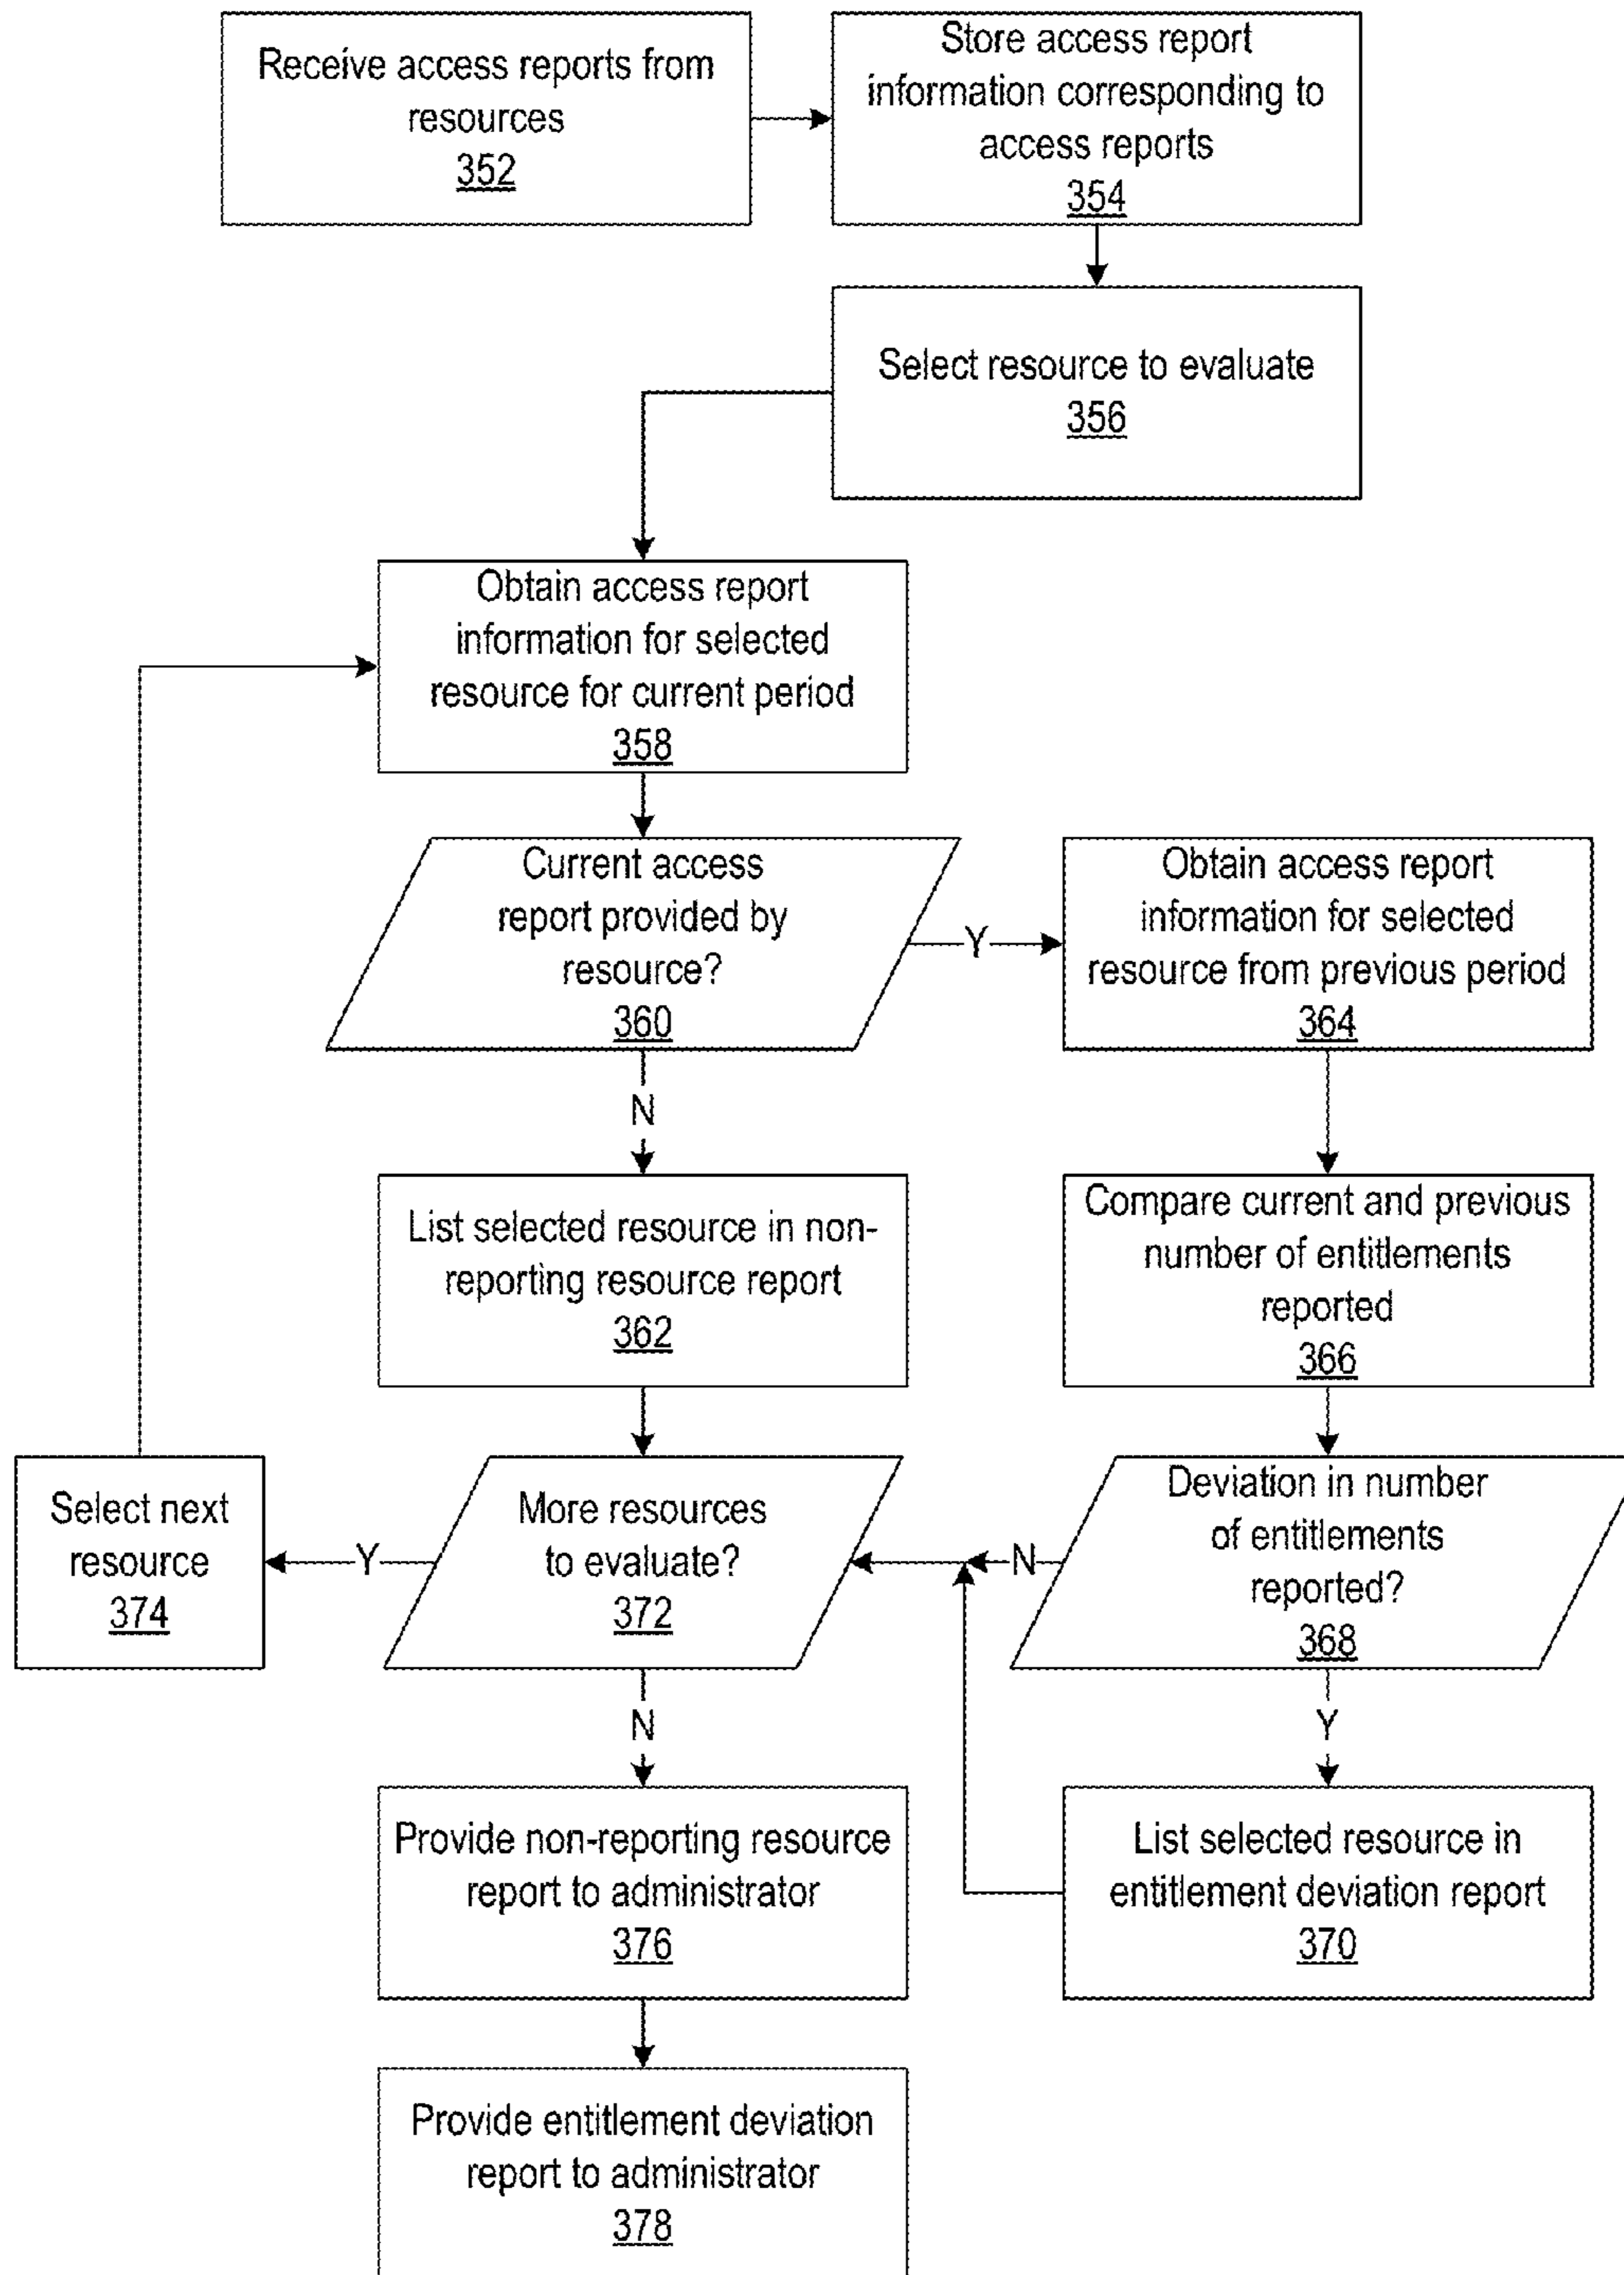 Receive access reports from
resources
352
Store access report
information corresponding to
access reports
354
Select resource to evaluate
356
Obtain access report
information for selected
resource for current period
358
Current access
report provided by
resource?
360
Y
Obtain access report
information for selected
resource from previous period
364
N
List selected resource in non-
reporting resource report
362
Compare current and previous
number of entitlements
reported
366
Select next
resource
374
Y
More resources
to evaluate?
372
N
Deviation in number
of entitlements
reported?
368
N
Y
Provide non-reporting resource
report to administrator
376
List selected resource in
entitlement deviation report
370
Provide entitlement deviation
report to administrator
378